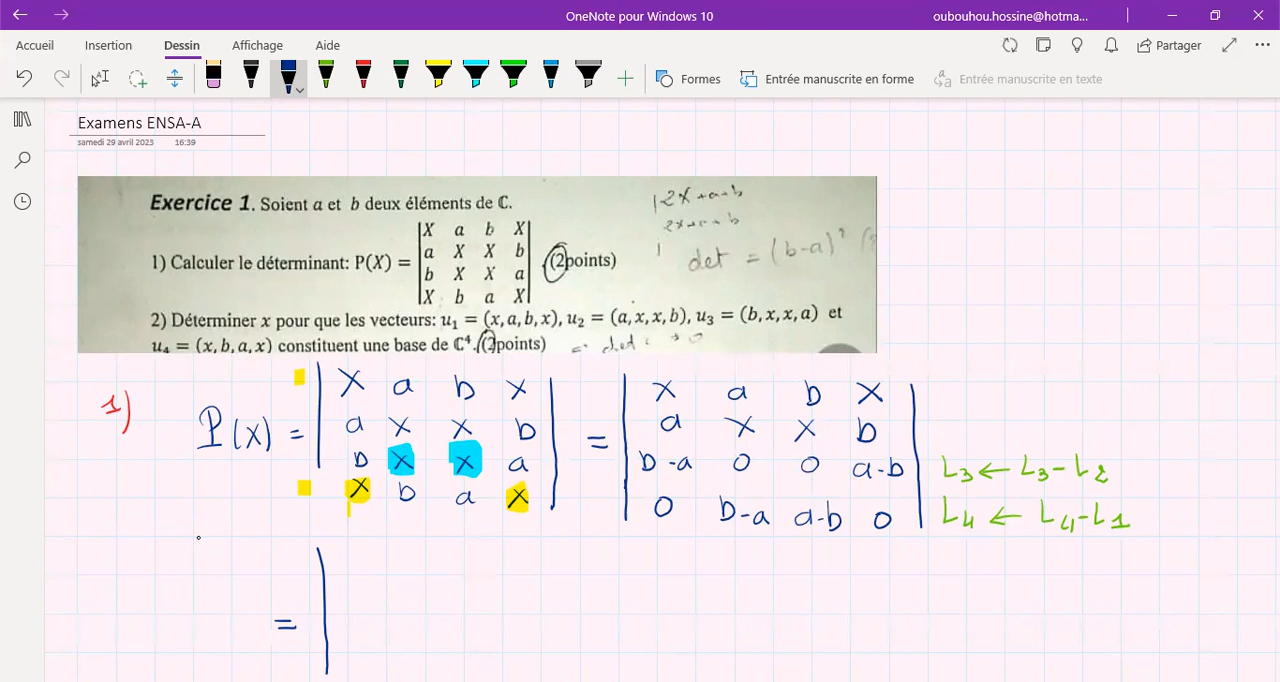 OneNote pour Windows 10
oubouhou.hossine@hotma...
Accueil Insertion Dessin Affichage Aide
Partager
Formes Entrée manuscrite en forme Entrée manuscrite en texte
Examens ENSA-A
samedi 29 avril 2023 16:39
Exercice 1. Soient a et b deux éléments de ℂ.
1) Calculer le déterminant: P(X) =
|X a b X|
|a X X b|
|b X X a|
|X b a X|
(2points)
2x+a+b
det = (b-a)²
2) Déterminer x pour que les vecteurs: u₁ = (x, a, b, x), u₂ = (a, x, x, b), u₃ = (b, x, x, a) et
u₄ = (x, b, a, x) constituent une base de ℂ⁴. (2points)
1) P(X) =
|X a b X|
|a X X b|
|b X X a|
|X b a X|
=
|X a b X|
|a X X b|
|b-a 0 0 a-b| L₃ ← L₃-L₂
|0 b-a a-b 0| L₄ ← L₄-L₁
= |